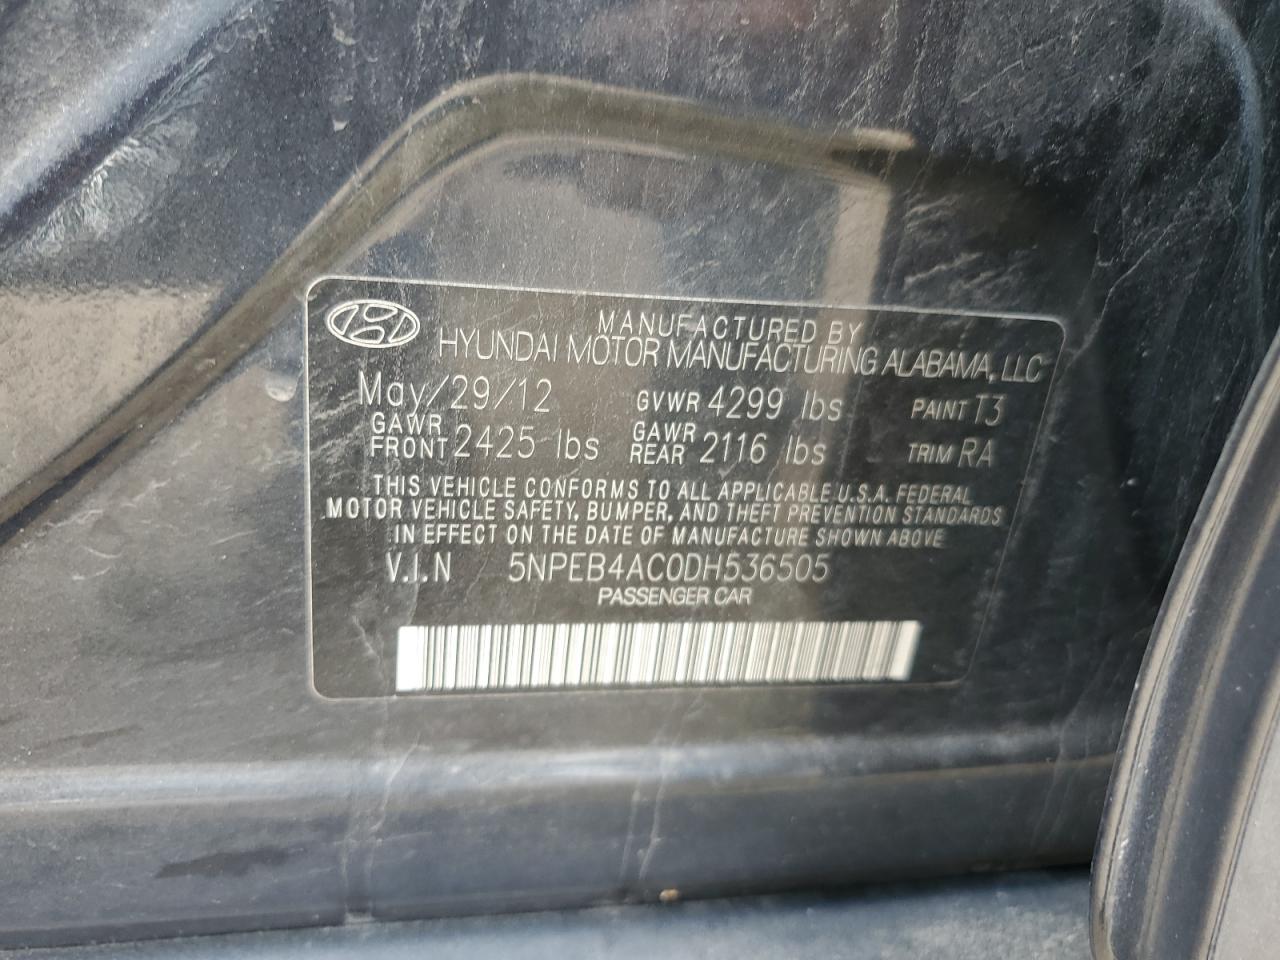 MANUFACTURED BY
HYUNDAI MOTOR MANUFACTURING ALABAMA, LLC
May/29/12 GVWR 4299 lbs PAINT T3
GAWR FRONT 2425 lbs GAWR REAR 2116 lbs TRIM RA
THIS VEHICLE CONFORMS TO ALL APPLICABLE U.S.A. FEDERAL
MOTOR VEHICLE SAFETY, BUMPER, AND THEFT PREVENTION STANDARDS
IN EFFECT ON THE DATE OF MANUFACTURE SHOWN ABOVE
V.I.N 5NPEB4AC0DH536505
PASSENGER CAR